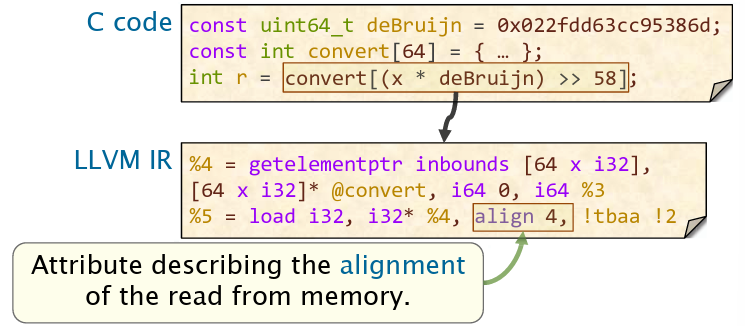 C code
const uint64_t deBruijn = 0x022fdd63cc95386d;
const int convert[64] = { … };
int r = convert[(x * deBruijn) >> 58];
LLVM IR
%4 = getelementptr inbounds [64 x i32],
[64 x i32]* @convert, i64 0, i64 %3
%5 = load i32, i32* %4, align 4, !tbaa !2
Attribute describing the alignment
of the read from memory.